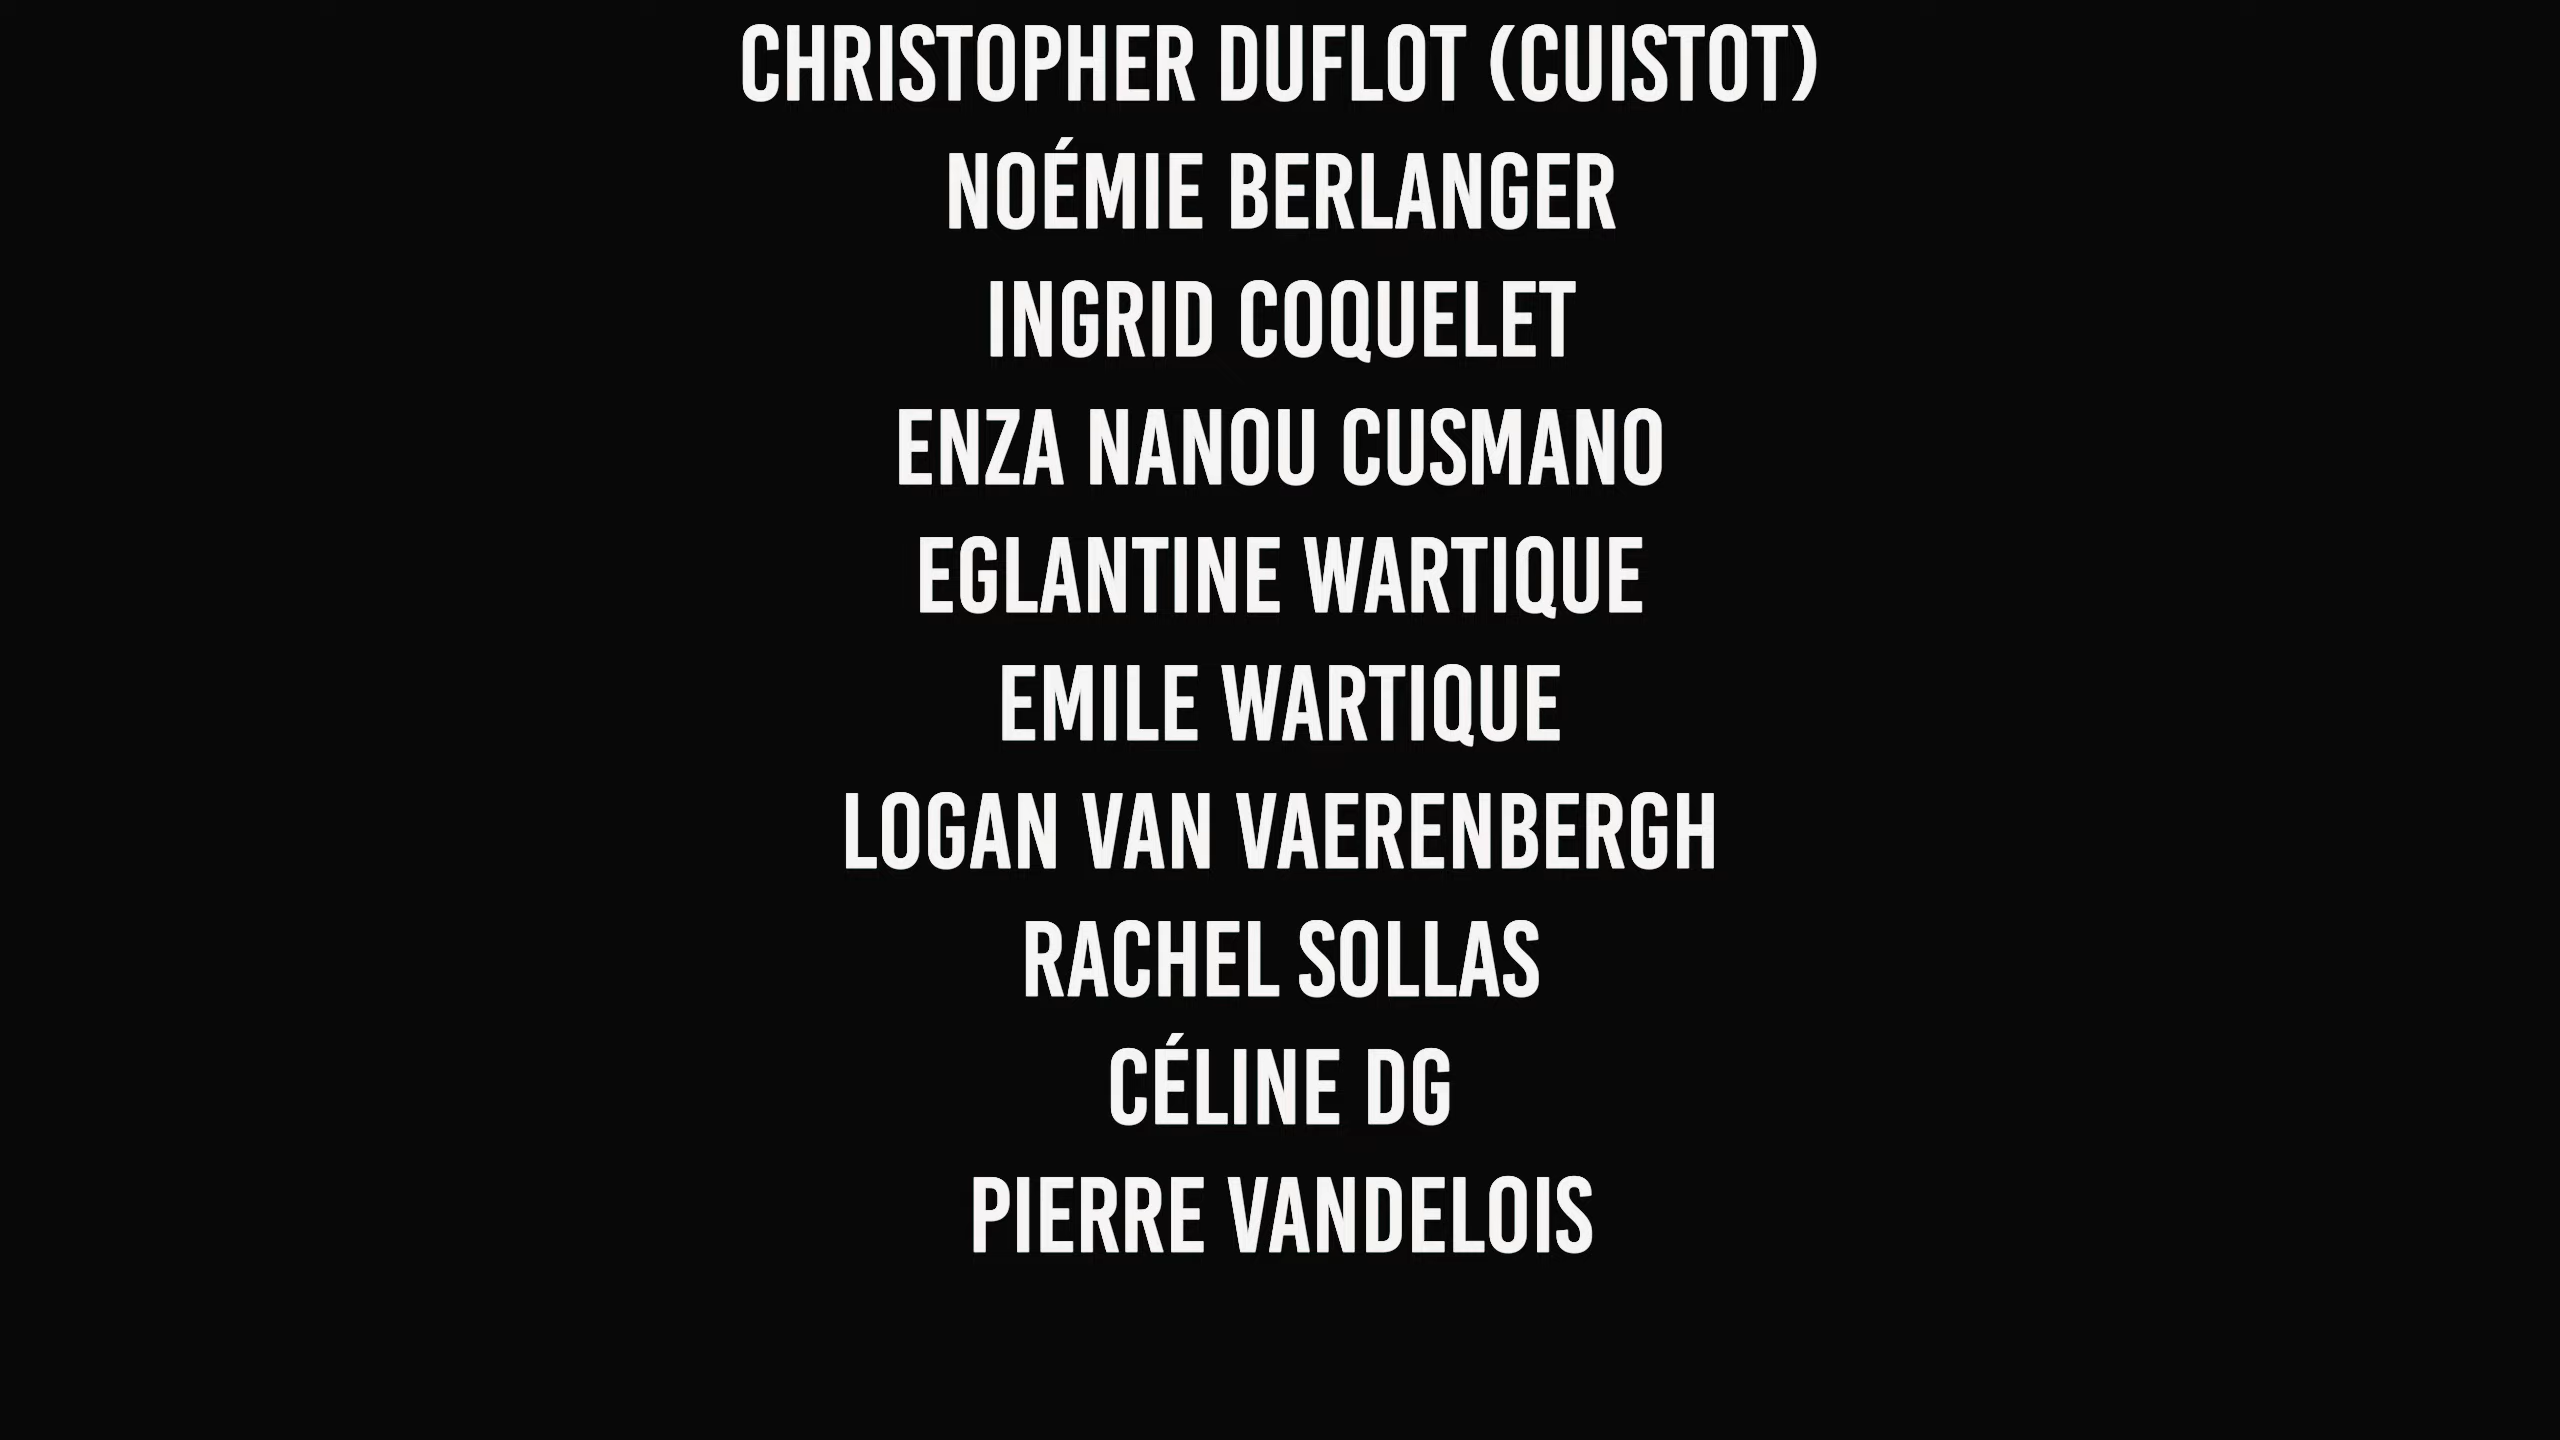 CHRISTOPHER DUFLOT (CUISTOT)
NOÉMIE BERLANGER
INGRID COQUELET
ENZA NANOU CUSMANO
EGLANTINE WARTIQUE
EMILE WARTIQUE
LOGAN VAN VAERENBERGH
RACHEL SOLLAS
CÉLINE DG
PIERRE VANDELOIS